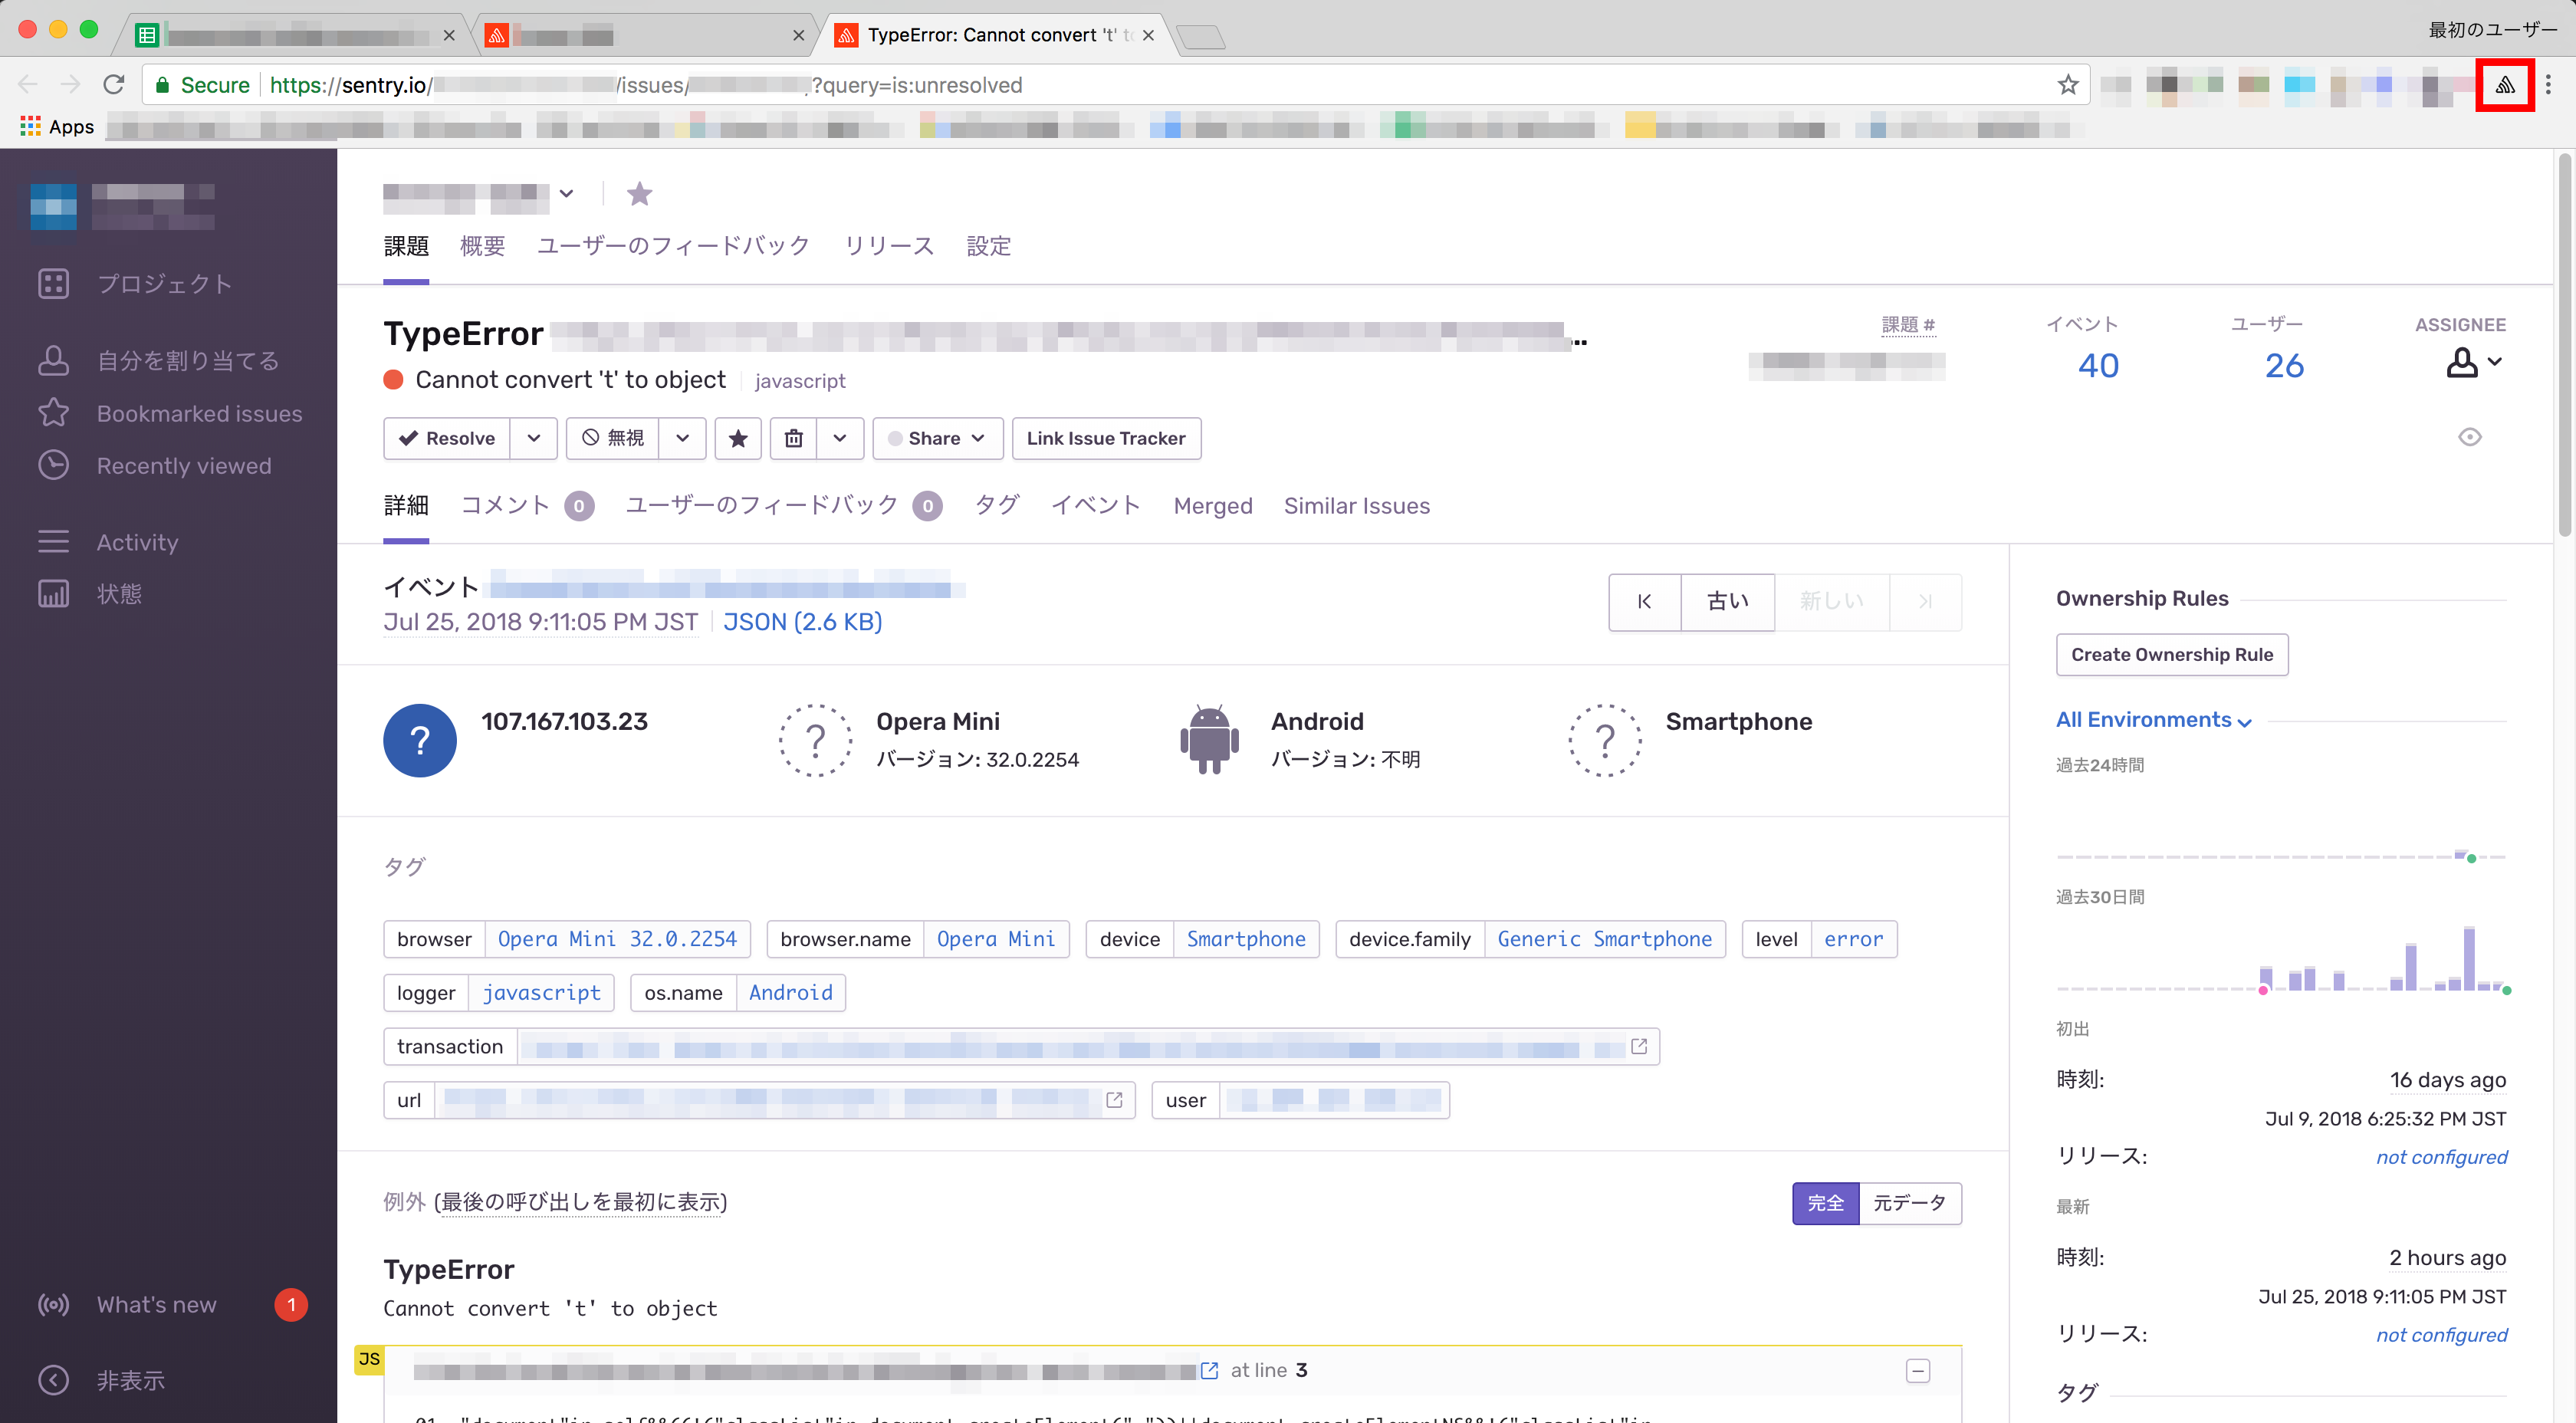 TypeError: Cannot convert 't' to
最初のユーザー
Secure https://sentry.io/ /issues/ ?query=is:unresolved
Apps
課題 概要 ユーザーのフィードバック リリース 設定
プロジェクト
自分を割り当てる
Bookmarked issues
Recently viewed
Activity
状態
What's new 1
非表示
TypeError ...
Cannot convert 't' to object javascript
課題 # イベント ユーザー ASSIGNEE
40 26
Resolve 無視 Share Link Issue Tracker
詳細 コメント 0 ユーザーのフィードバック 0 タグ イベント Merged Similar Issues
イベント
Jul 25, 2018 9:11:05 PM JST JSON (2.6 KB)
古い 新しい
107.167.103.23
Opera Mini
バージョン: 32.0.2254
Android
バージョン: 不明
Smartphone
タグ
browser Opera Mini 32.0.2254 browser.name Opera Mini device Smartphone device.family Generic Smartphone level error
logger javascript os.name Android
transaction
url user
例外 (最後の呼び出しを最初に表示)
完全 元データ
TypeError
Cannot convert 't' to object
JS at line 3
Ownership Rules
Create Ownership Rule
All Environments
過去24時間
過去30日間
初出
時刻: 16 days ago
Jul 9, 2018 6:25:32 PM JST
リリース: not configured
最新
時刻: 2 hours ago
Jul 25, 2018 9:11:05 PM JST
リリース: not configured
タグ